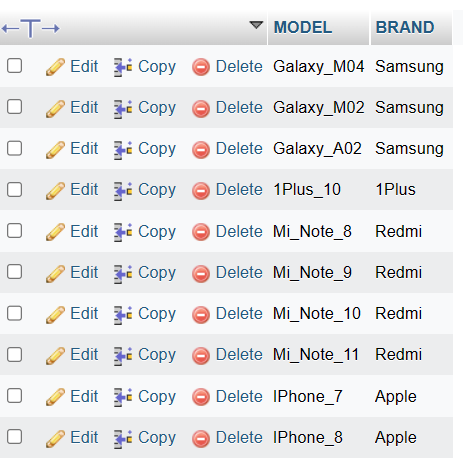 MODEL BRAND
Edit Copy Delete Galaxy_M04 Samsung
Edit Copy Delete Galaxy_M02 Samsung
Edit Copy Delete Galaxy_A02 Samsung
Edit Copy Delete 1Plus_10 1Plus
Edit Copy Delete Mi_Note_8 Redmi
Edit Copy Delete Mi_Note_9 Redmi
Edit Copy Delete Mi_Note_10 Redmi
Edit Copy Delete Mi_Note_11 Redmi
Edit Copy Delete IPhone_7 Apple
Edit Copy Delete IPhone_8 Apple